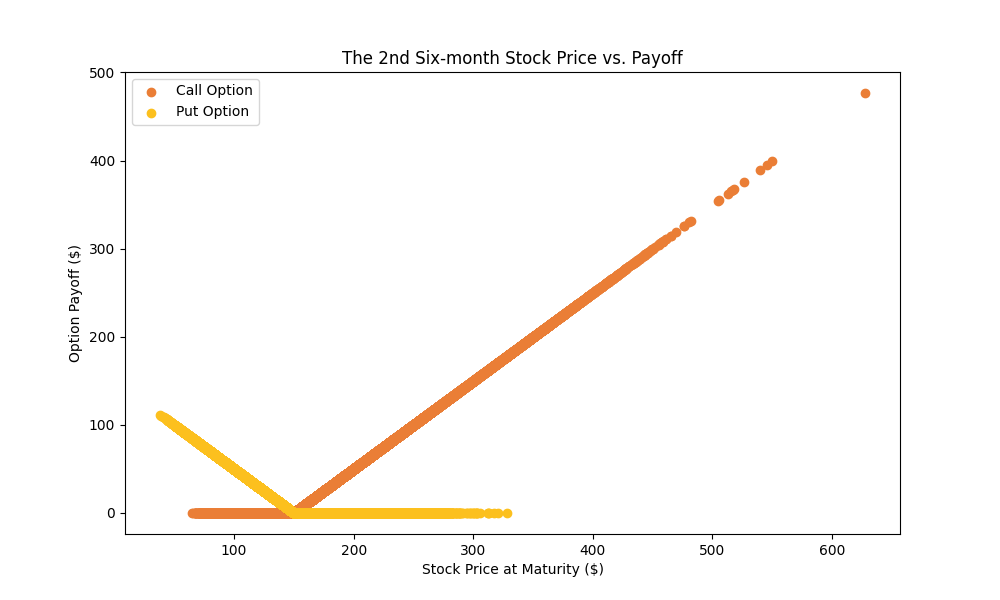 The 2nd Six-month Stock Price vs. Payoff
Call Option
Put Option
Option Payoff ($)
500
400
300
200
100
0
100 200 300 400 500 600
Stock Price at Maturity ($)